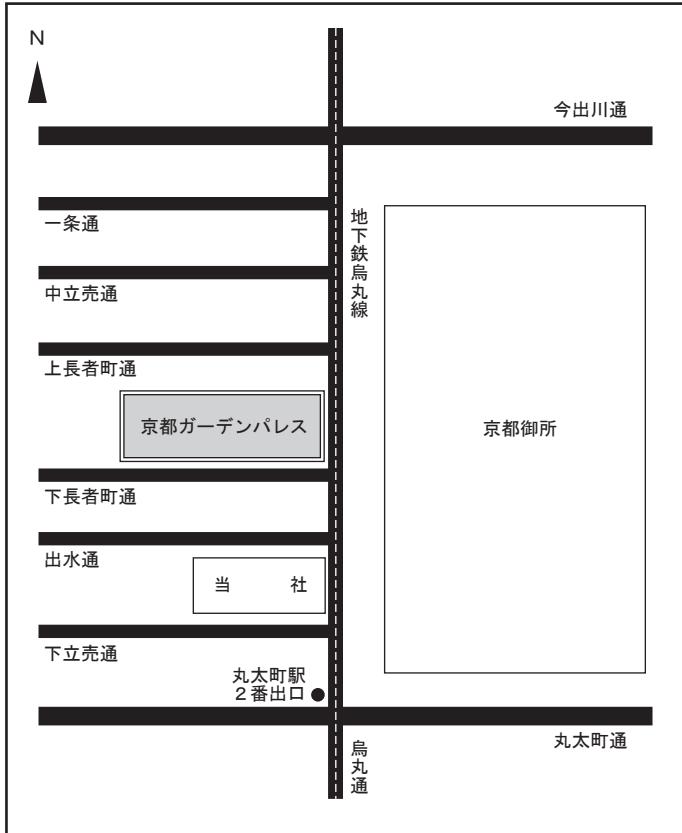 N
今出川通
一条通
地下鉄烏丸線
中立売通
上長者町通
京都ガーデンパレス
京都御所
下長者町通
出水通
当　　社
下立売通
丸太町駅
２番出口
丸太町通
烏丸通